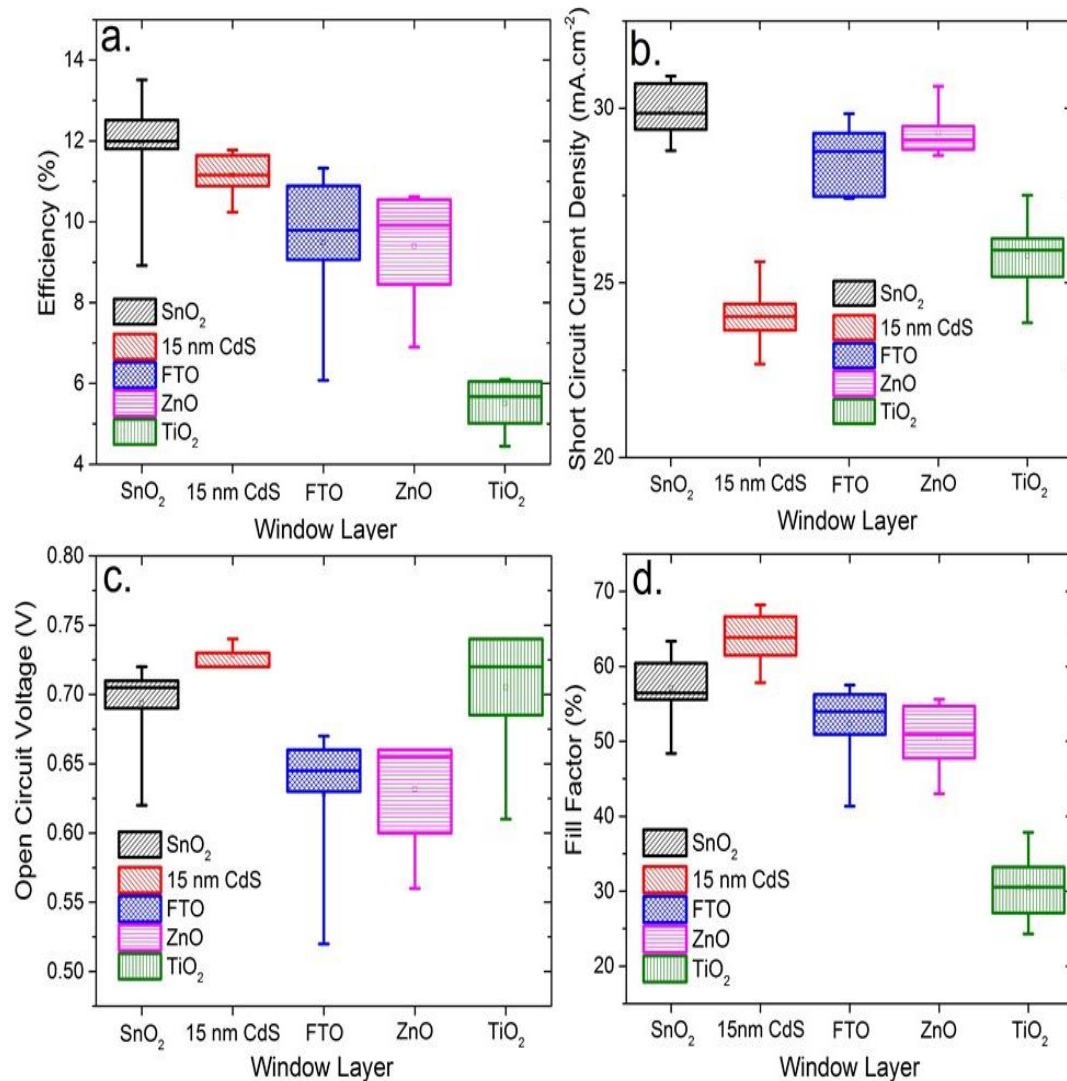 a.
Efficiency (%)
14
12
10
8
6
4
SnO₂
15 nm CdS
FTO
ZnO
TiO₂
SnO₂ 15 nm CdS FTO ZnO TiO₂
Window Layer
b.
Short Circuit Current Density (mA.cm⁻²)
30
25
20
SnO₂
15 nm CdS
FTO
ZnO
TiO₂
SnO₂ 15 nm CdS FTO ZnO TiO₂
Window Layer
c.
Open Circuit Voltage (V)
0.80
0.75
0.70
0.65
0.60
0.55
0.50
SnO₂
15 nm CdS
FTO
ZnO
TiO₂
SnO₂ 15 nm CdS FTO ZnO TiO₂
Window Layer
d.
Fill Factor (%)
70
60
50
40
30
20
SnO₂
15 nm CdS
FTO
ZnO
TiO₂
SnO₂ 15nm CdS FTO ZnO TiO₂
Window Layer